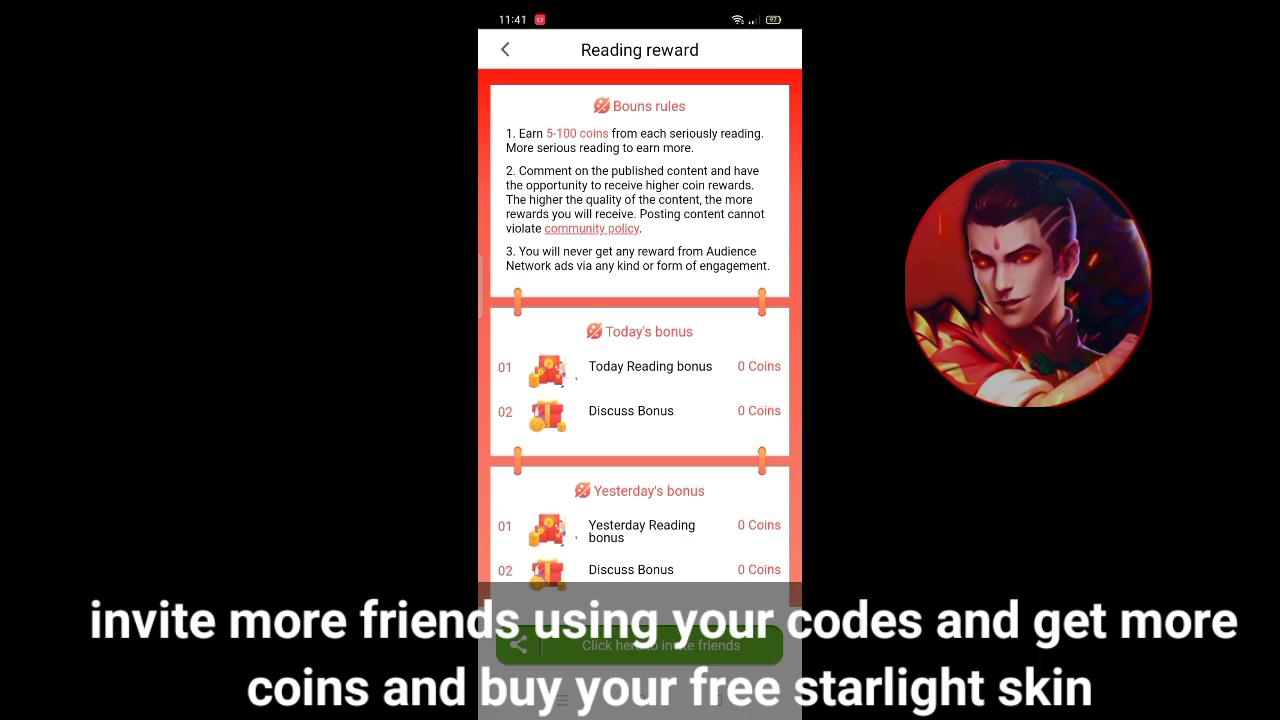 11:41
97
Reading reward
Bouns rules
1. Earn 5-100 coins from each seriously reading.
More serious reading to earn more.
2. Comment on the published content and have
the opportunity to receive higher coin rewards.
The higher the quality of the content, the more
rewards you will receive. Posting content cannot
violate community policy.
3. You will never get any reward from Audience
Network ads via any kind or form of engagement.
Today's bonus
01 Today Reading bonus 0 Coins
02 Discuss Bonus 0 Coins
Yesterday's bonus
01 Yesterday Reading 0 Coins
bonus
02 Discuss Bonus 0 Coins
invite more friends using your codes and get more
Click here to invite friends
coins and buy your free starlight skin